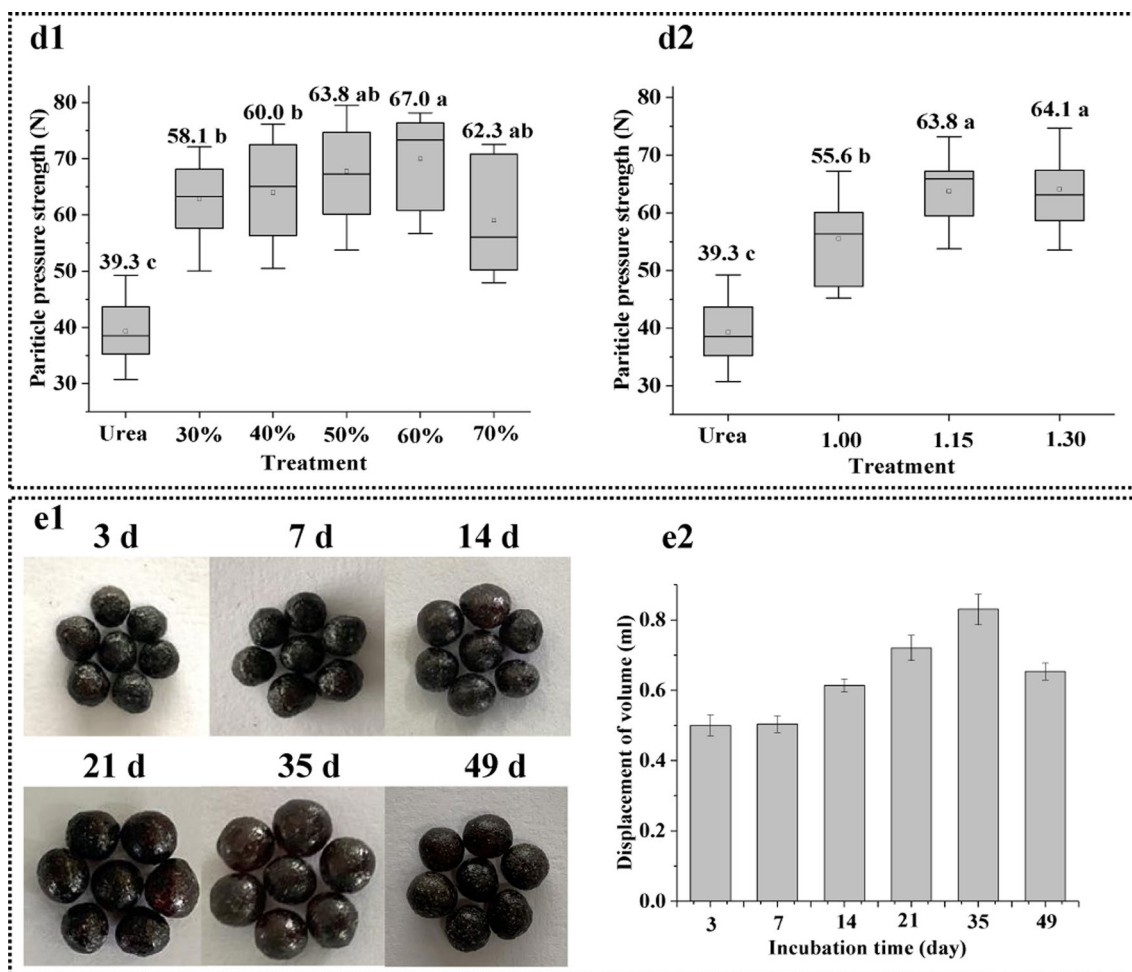 d1
Pariticle pressure strength (N)
80
70
60
50
40
30
39.3 c
58.1 b
60.0 b
63.8 ab
67.0 a
62.3 ab
Urea 30% 40% 50% 60% 70%
Treatment
d2
Pariticle pressure strength (N)
80
70
60
50
40
30
39.3 c
55.6 b
63.8 a
64.1 a
Urea 1.00 1.15 1.30
Treatment
e1
3 d 7 d 14 d
21 d 35 d 49 d
e2
Displacement of volume (ml)
0.8
0.6
0.4
0.2
0.0
3 7 14 21 35 49
Incubation time (day)